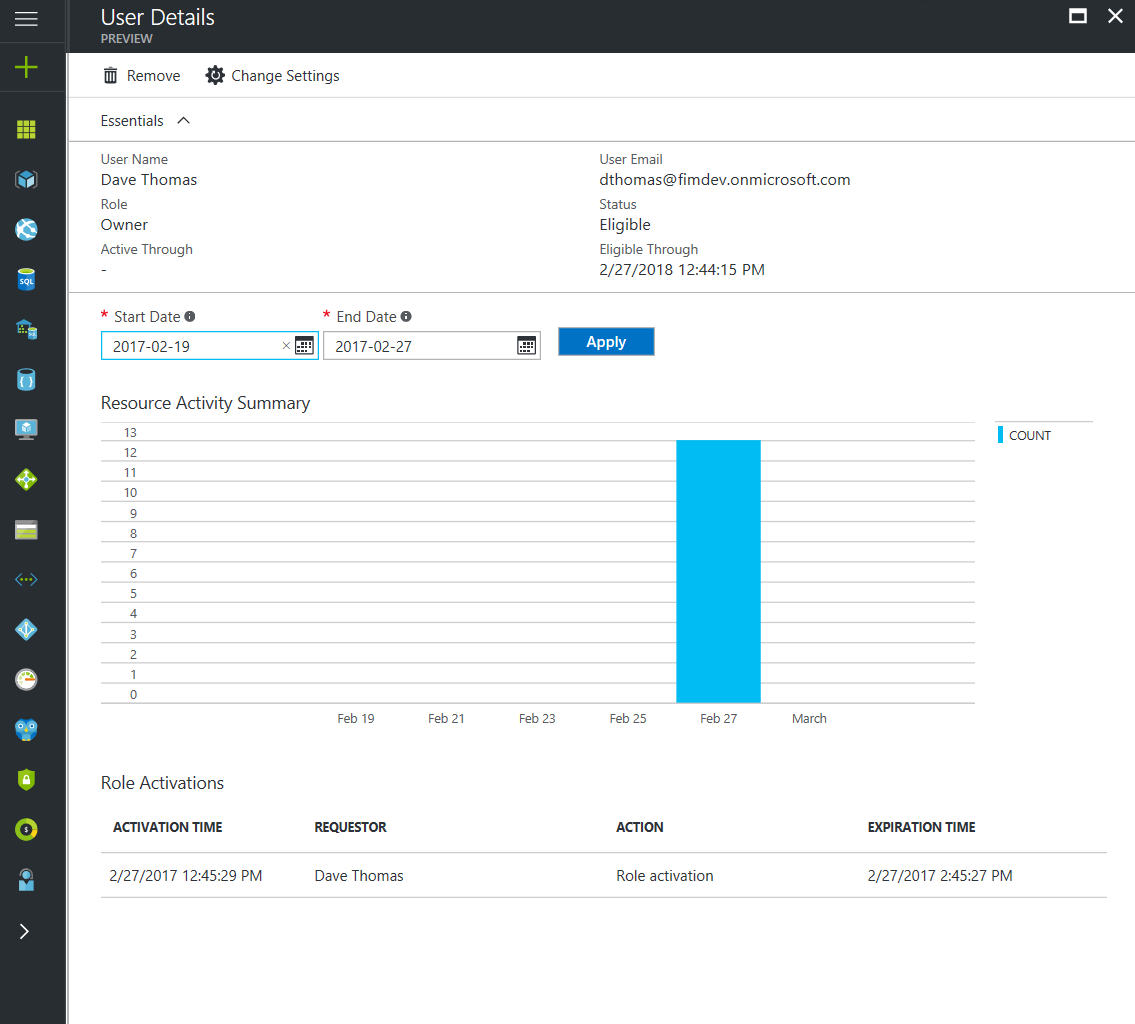 User Details
PREVIEW
Remove Change Settings
Essentials
User Name User Email
Dave Thomas dthomas@fimdev.onmicrosoft.com
Role Status
Owner Eligible
Active Through Eligible Through
- 2/27/2018 12:44:15 PM
* Start Date * End Date
2017-02-19 2017-02-27 Apply
Resource Activity Summary
13
COUNT
12
11
10
9
8
7
6
5
4
3
2
1
0
Feb 19 Feb 21 Feb 23 Feb 25 Feb 27 March
Role Activations
ACTIVATION TIME REQUESTOR ACTION EXPIRATION TIME
2/27/2017 12:45:29 PM Dave Thomas Role activation 2/27/2017 2:45:27 PM
SQL